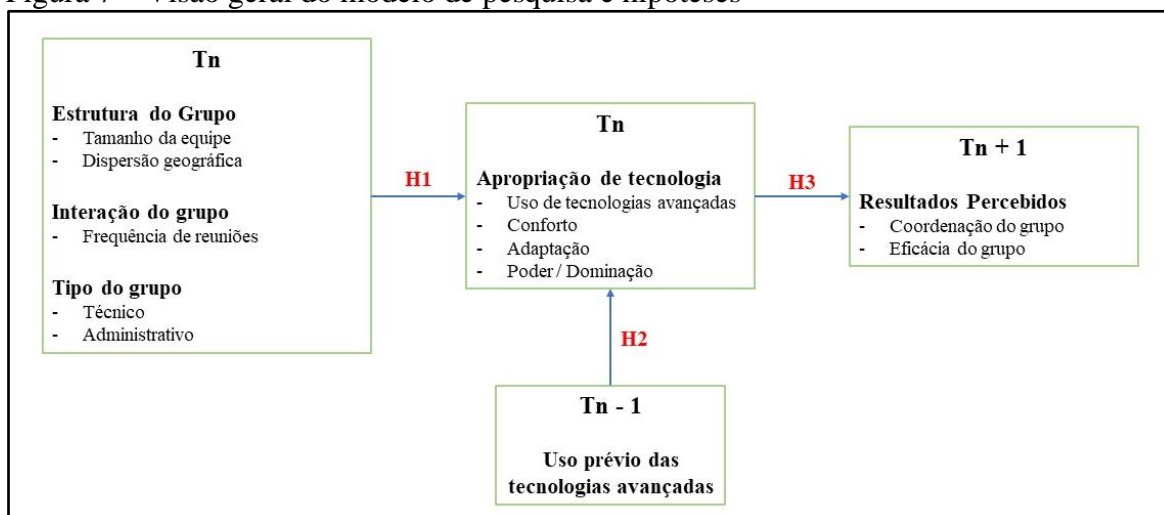 Figura 7 – Visão geral do modelo de pesquisa e hipóteses
Tn
Estrutura do Grupo
- Tamanho da equipe
- Dispersão geográfica
Interação do grupo
- Frequência de reuniões
Tipo do grupo
- Técnico
- Administrativo
H1
Tn
Apropriação de tecnologia
- Uso de tecnologias avançadas
- Conforto
- Adaptação
- Poder / Dominação
H3
Tn + 1
Resultados Percebidos
- Coordenação do grupo
- Eficácia do grupo
H2
Tn - 1
Uso prévio das
tecnologias avançadas